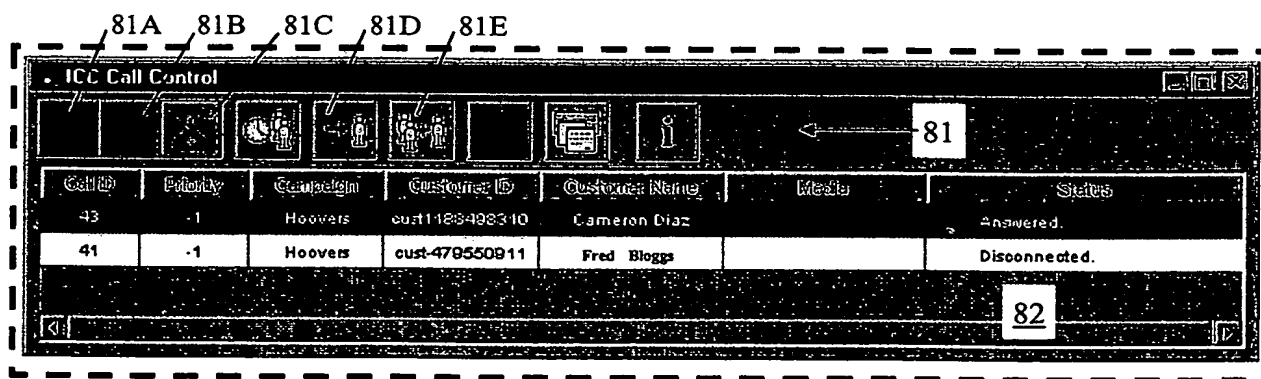 81A 81B 81C 81D 81E
ICC Call Control
81
Call ID Priority Campaign Customer ID Customer Name Media Status
43 -1 Hoovers cust1188498310 Cameron Diaz Answered.
41 -1 Hoovers cust-479550911 Fred Bloggs Disconnected.
82